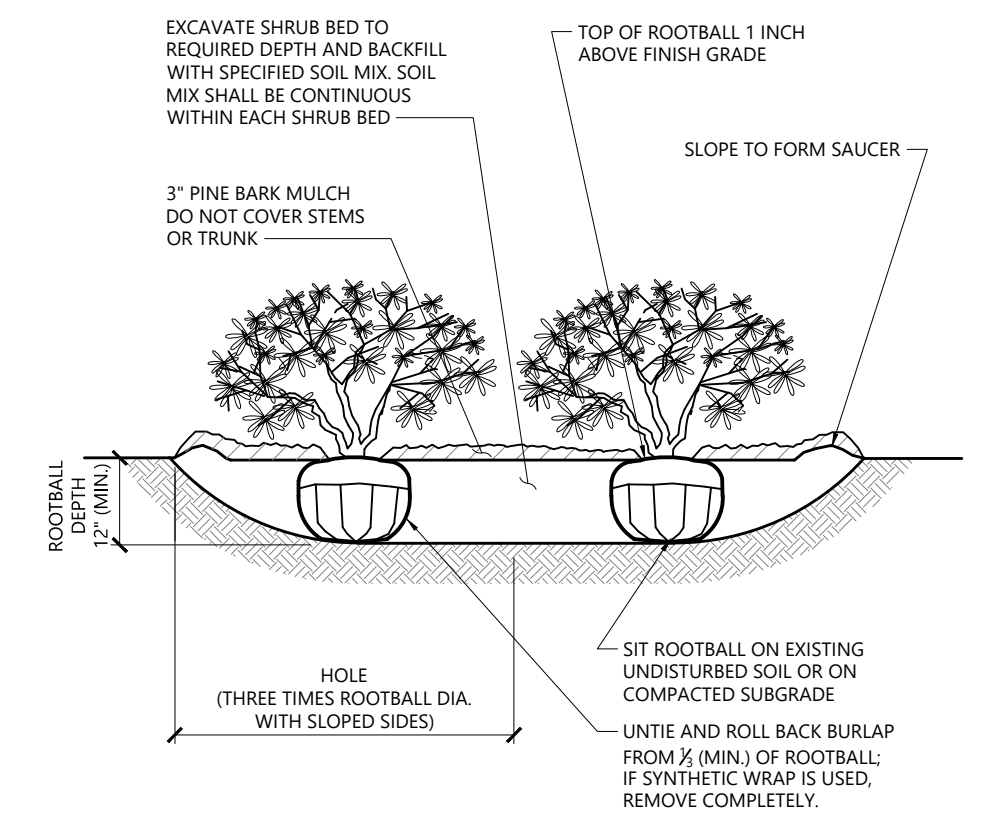 EXCAVATE SHRUB BED TO
REQUIRED DEPTH AND BACKFILL
WITH SPECIFIED SOIL MIX. SOIL
MIX SHALL BE CONTINUOUS
WITHIN EACH SHRUB BED
TOP OF ROOTBALL 1 INCH
ABOVE FINISH GRADE
SLOPE TO FORM SAUCER
3" PINE BARK MULCH
DO NOT COVER STEMS
OR TRUNK
ROOTBALL
DEPTH
12" (MIN.)
HOLE
(THREE TIMES ROOTBALL DIA.
WITH SLOPED SIDES)
SIT ROOTBALL ON EXISTING
UNDISTURBED SOIL OR ON
COMPACTED SUBGRADE
UNTIE AND ROLL BACK BURLAP
FROM ⅓ (MIN.) OF ROOTBALL;
IF SYNTHETIC WRAP IS USED,
REMOVE COMPLETELY.